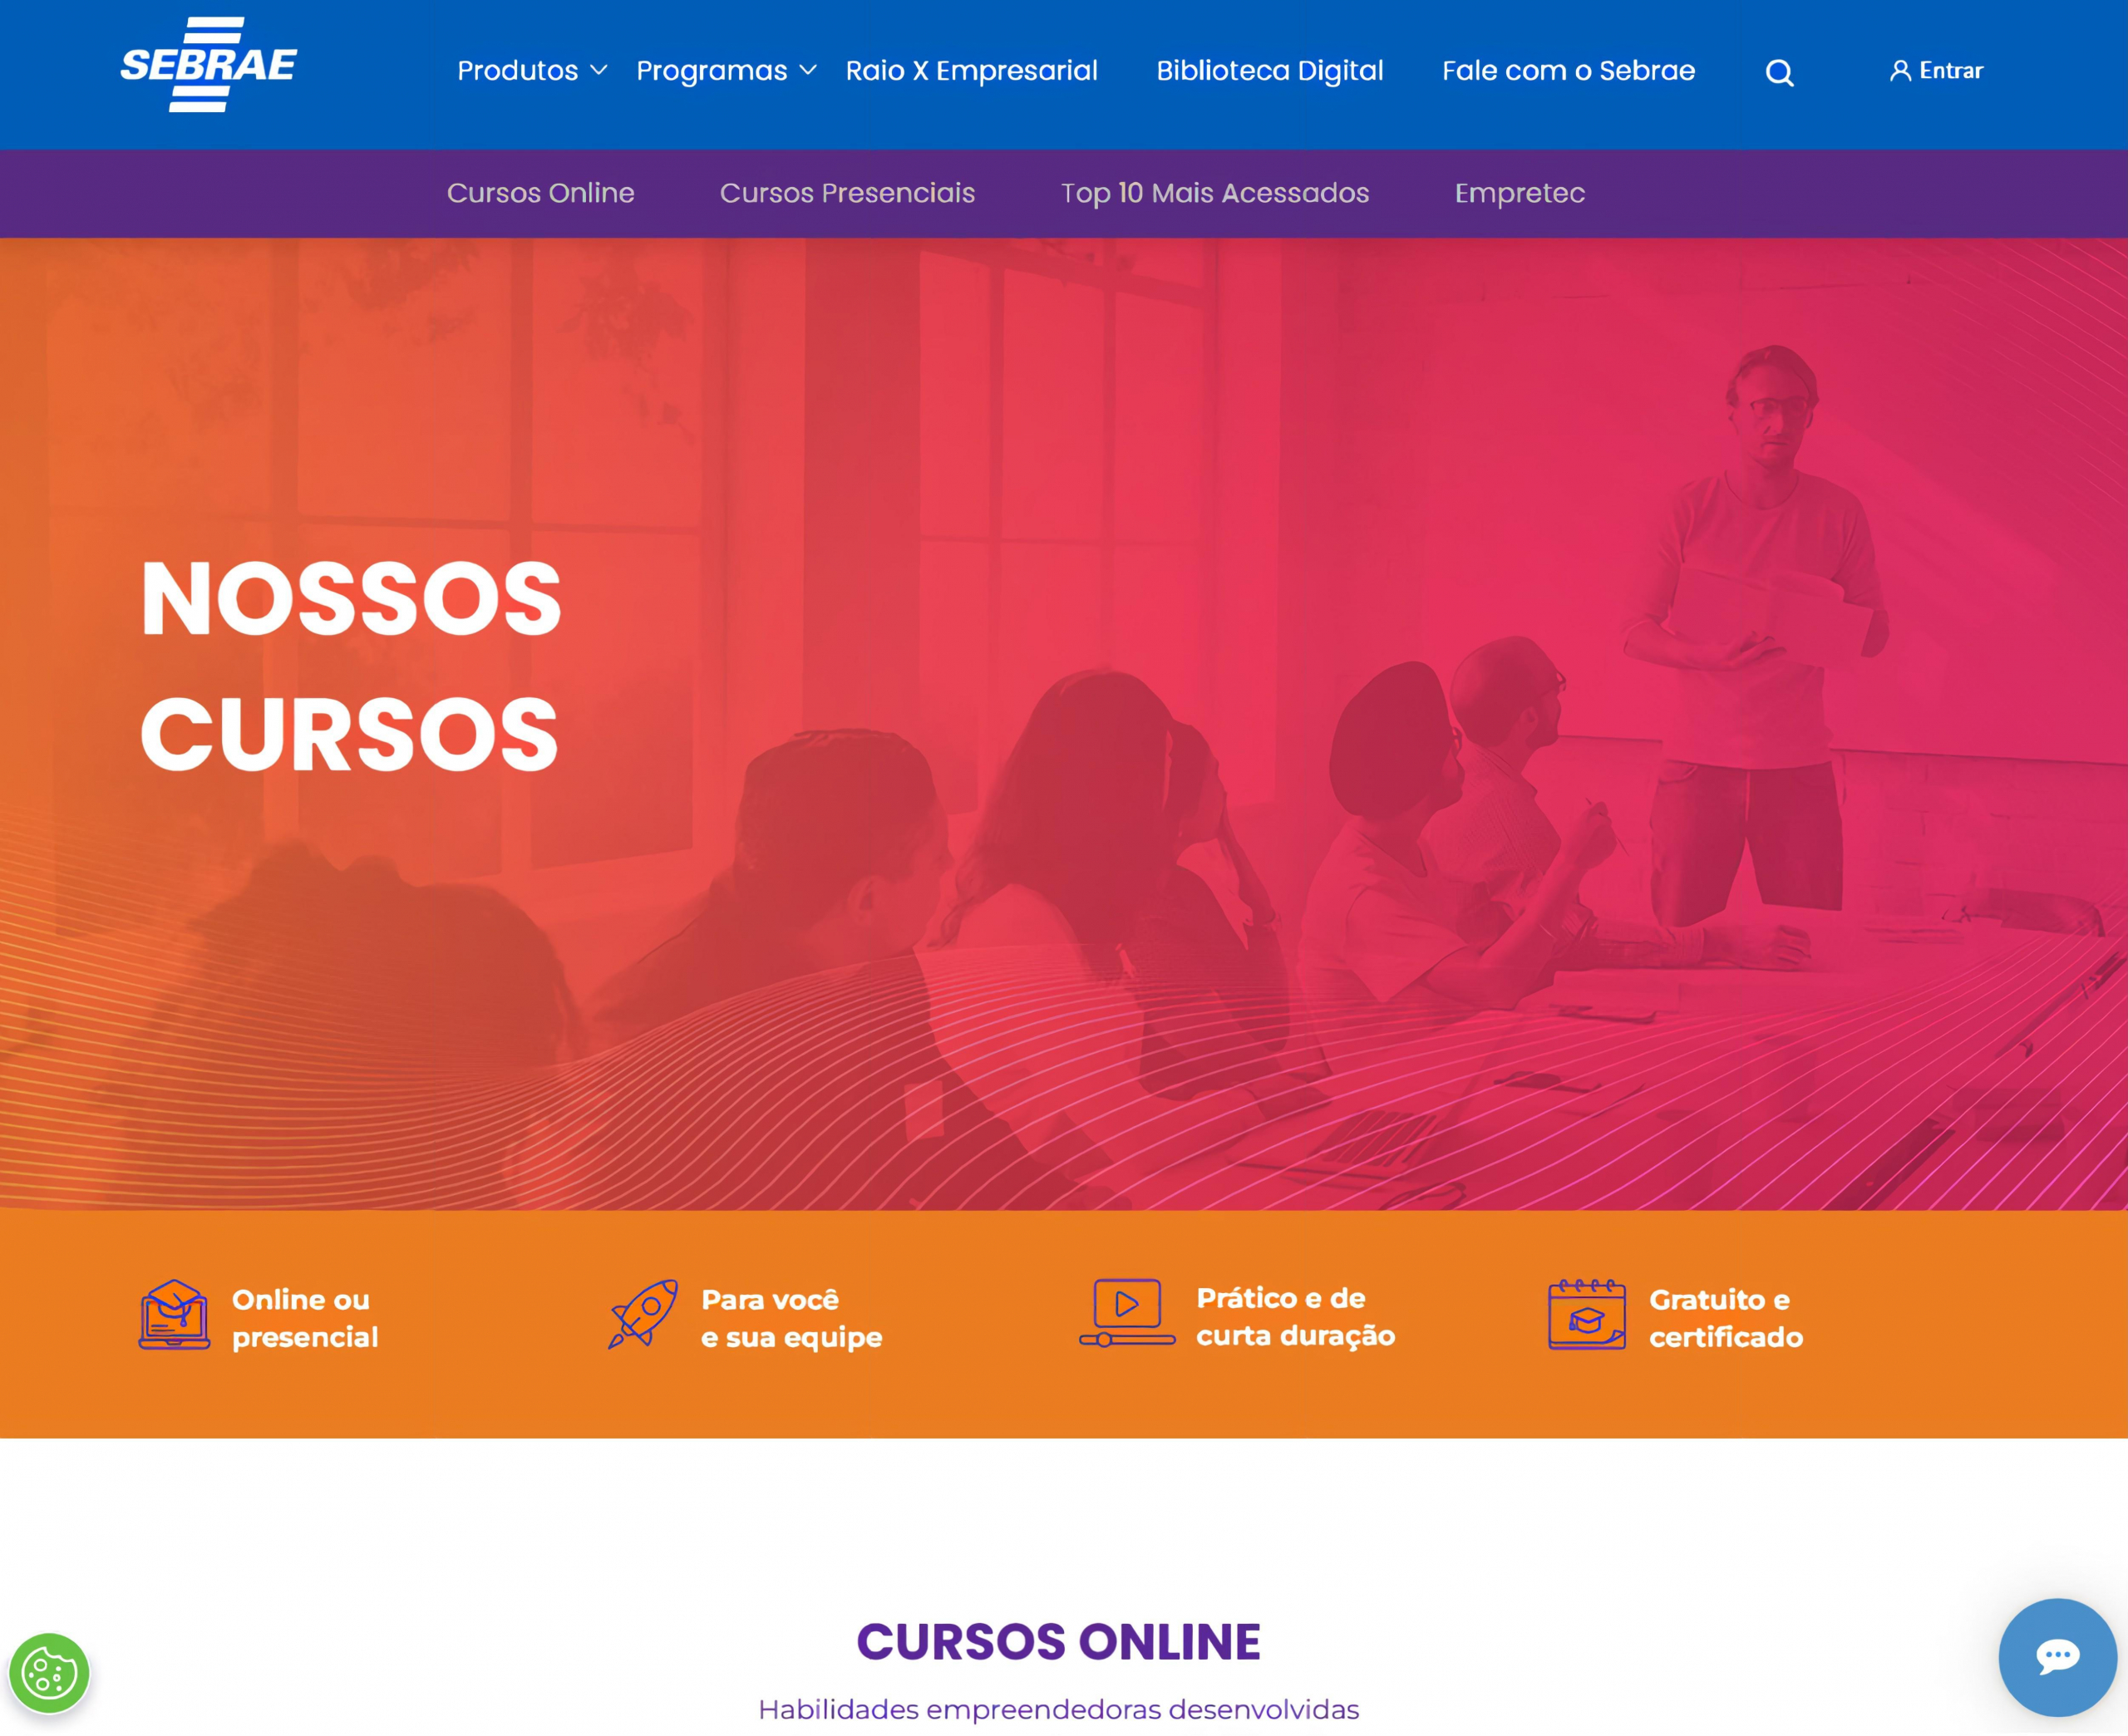 SEBRAE
Produtos Programas Raio X Empresarial Biblioteca Digital Fale com o Sebrae Entrar
Cursos Online Cursos Presenciais Top 10 Mais Acessados Empretec
NOSSOS
CURSOS
Online ou
presencial
Para você
e sua equipe
Prático e de
curta duração
Gratuito e
certificado
CURSOS ONLINE
Habilidades empreendedoras desenvolvidas